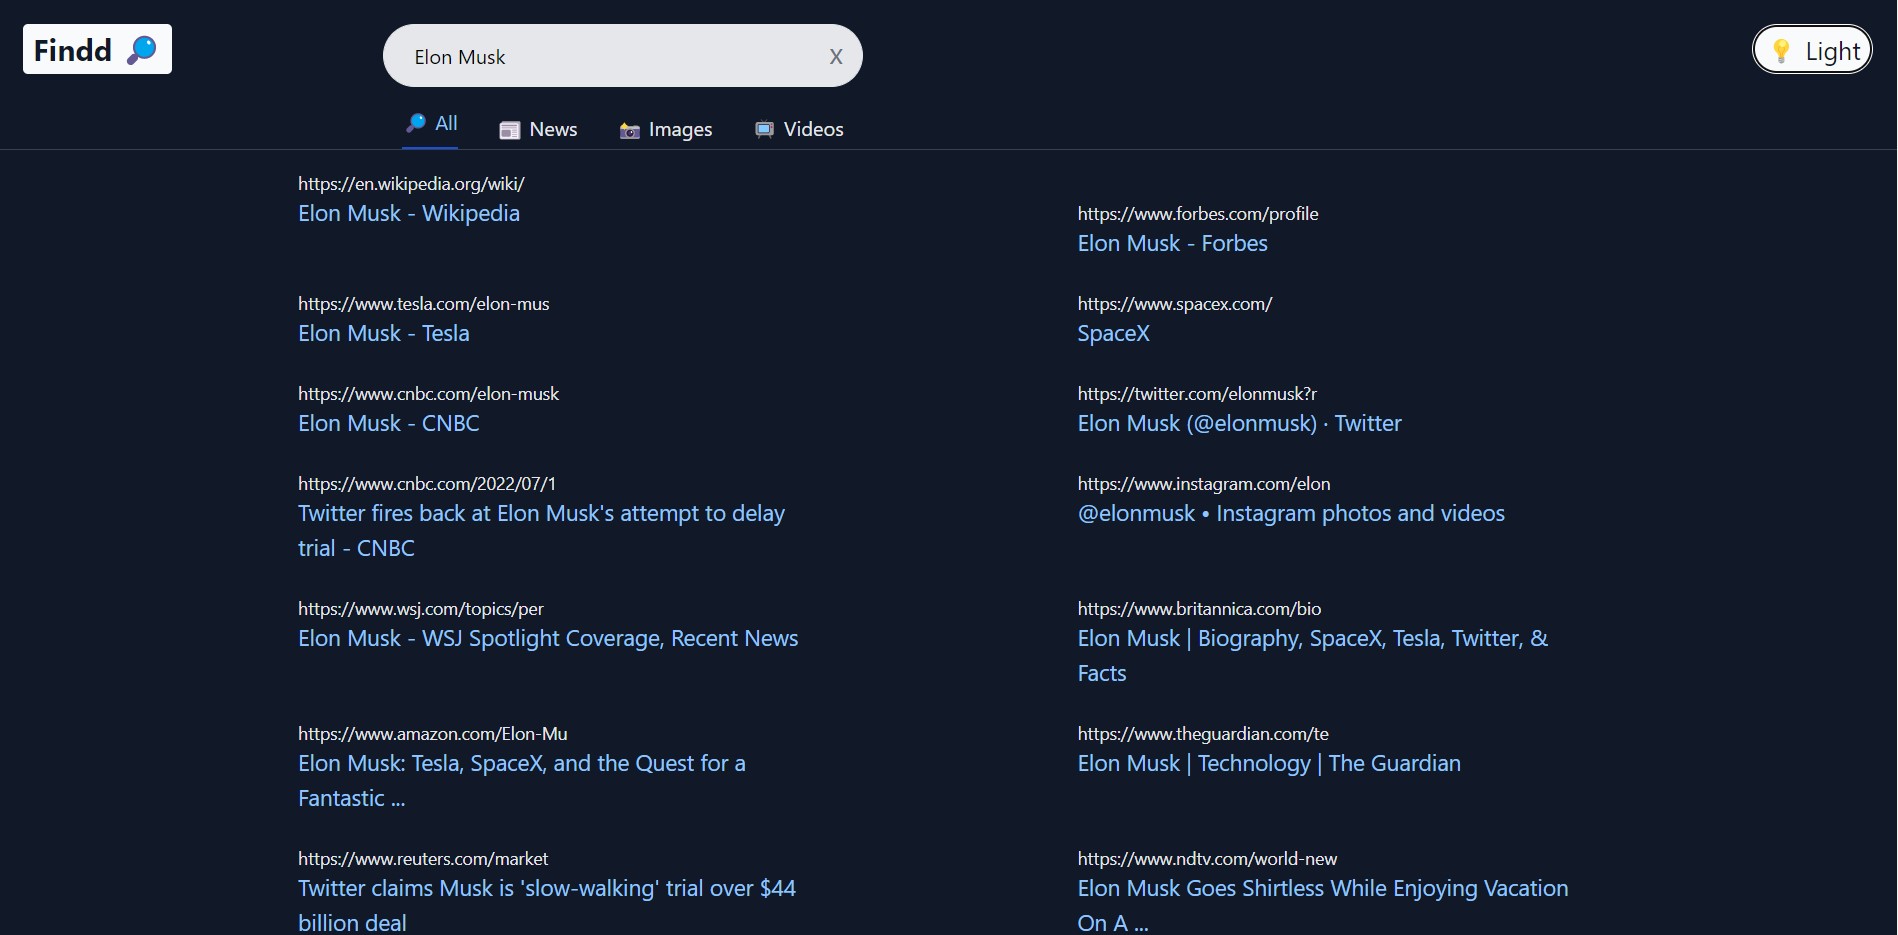 Findd
Elon Musk
X
Light
All
News
Images
Videos
https://en.wikipedia.org/wiki/
Elon Musk - Wikipedia
https://www.forbes.com/profile
Elon Musk - Forbes
https://www.tesla.com/elon-mus
Elon Musk - Tesla
https://www.spacex.com/
SpaceX
https://www.cnbc.com/elon-musk
Elon Musk - CNBC
https://twitter.com/elonmusk?r
Elon Musk (@elonmusk) · Twitter
https://www.cnbc.com/2022/07/1
Twitter fires back at Elon Musk's attempt to delay
trial - CNBC
https://www.instagram.com/elon
@elonmusk • Instagram photos and videos
https://www.wsj.com/topics/per
Elon Musk - WSJ Spotlight Coverage, Recent News
https://www.britannica.com/bio
Elon Musk | Biography, SpaceX, Tesla, Twitter, &
Facts
https://www.amazon.com/Elon-Mu
Elon Musk: Tesla, SpaceX, and the Quest for a
Fantastic ...
https://www.theguardian.com/te
Elon Musk | Technology | The Guardian
https://www.reuters.com/market
Twitter claims Musk is 'slow-walking' trial over $44
billion deal
https://www.ndtv.com/world-new
Elon Musk Goes Shirtless While Enjoying Vacation
On A ...